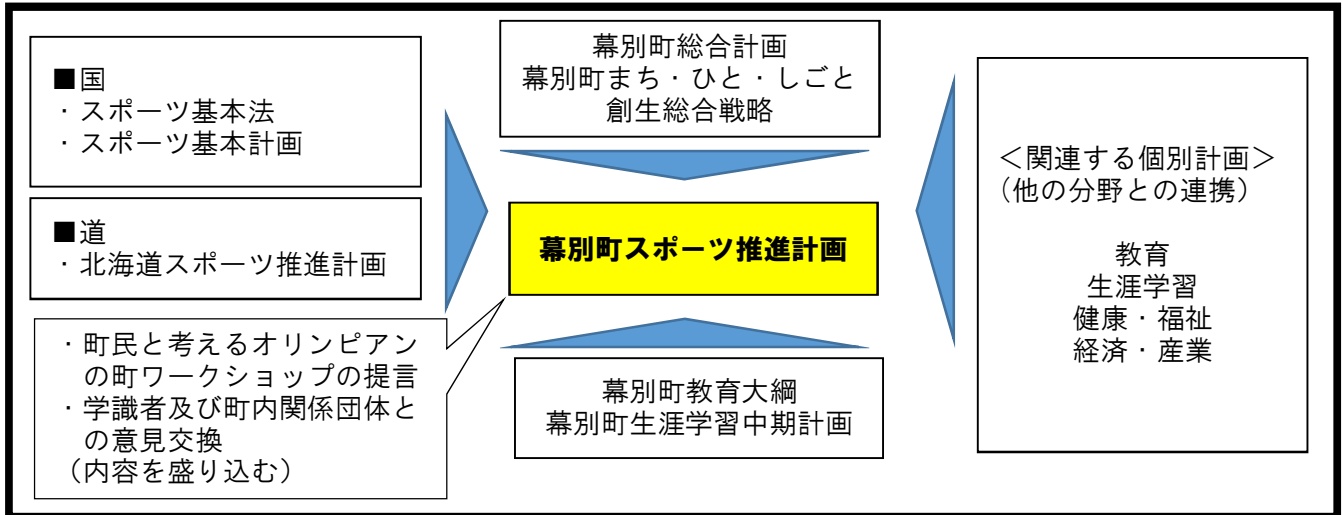 ■国
・スポーツ基本法
・スポーツ基本計画
■道
・北海道スポーツ推進計画
・町民と考えるオリンピアン
の町ワークショップの提言
・学識者及び町内関係団体と
の意見交換
（内容を盛り込む）
幕別町総合計画
幕別町まち・ひと・しごと
創生総合戦略
幕別町スポーツ推進計画
幕別町教育大綱
幕別町生涯学習中期計画
＜関連する個別計画＞
（他の分野との連携）
教育
生涯学習
健康・福祉
経済・産業